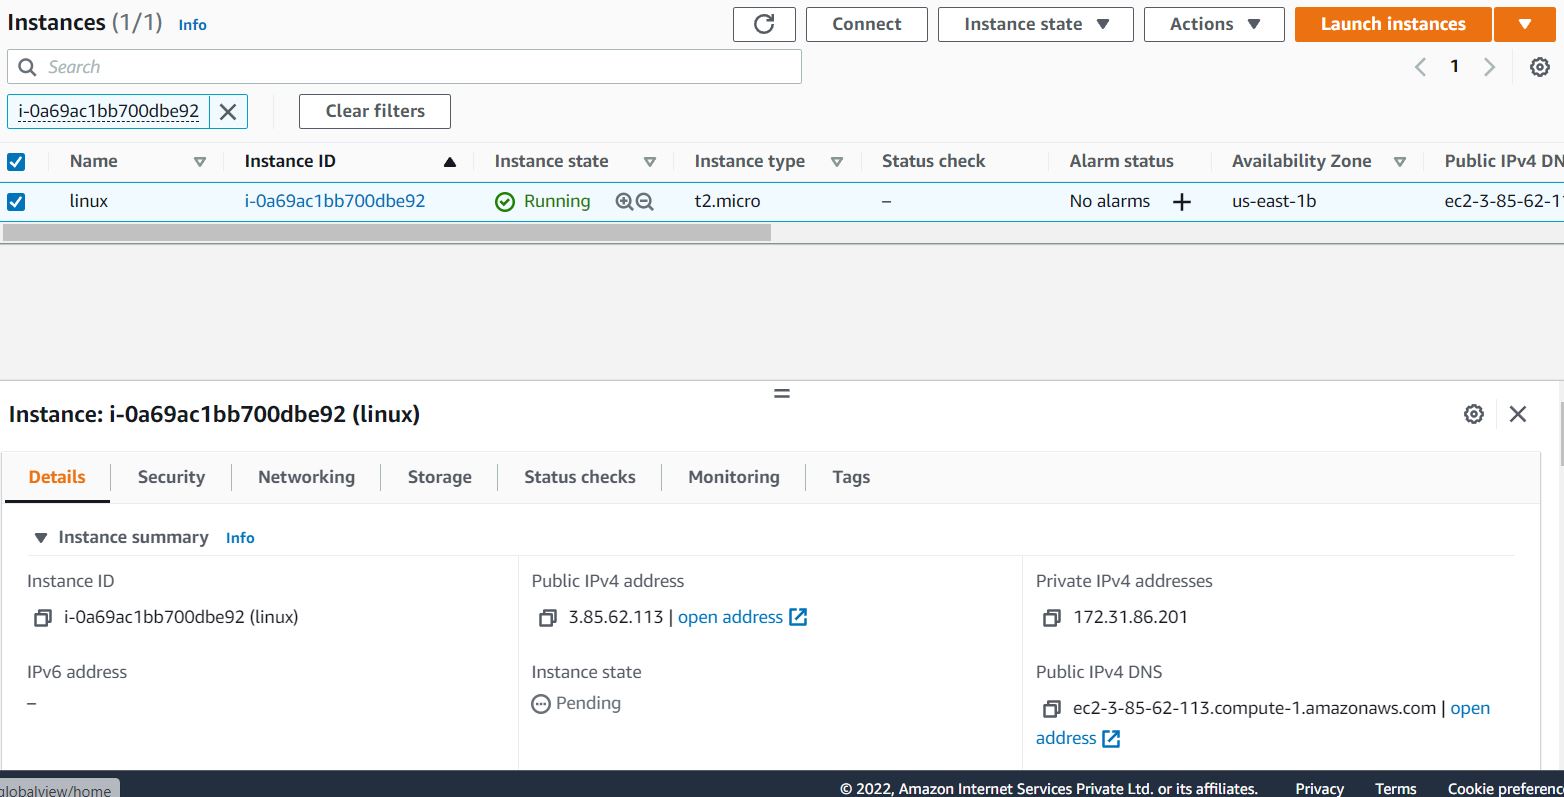 Instances (1/1) Info Connect Instance state Actions Launch instances
Search 1
i-0a69ac1bb700dbe92 Clear filters
Name Instance ID Instance state Instance type Status check Alarm status Availability Zone Public IPv4 DN
linux i-0a69ac1bb700dbe92 Running t2.micro – No alarms + us-east-1b ec2-3-85-62-11
Instance: i-0a69ac1bb700dbe92 (linux)
Details Security Networking Storage Status checks Monitoring Tags
Instance summary Info
Instance ID Public IPv4 address Private IPv4 addresses
i-0a69ac1bb700dbe92 (linux) 3.85.62.113 | open address 172.31.86.201
IPv6 address Instance state Public IPv4 DNS
– Pending ec2-3-85-62-113.compute-1.amazonaws.com | open
address
globalview/home © 2022, Amazon Internet Services Private Ltd. or its affiliates. Privacy Terms Cookie preferenc